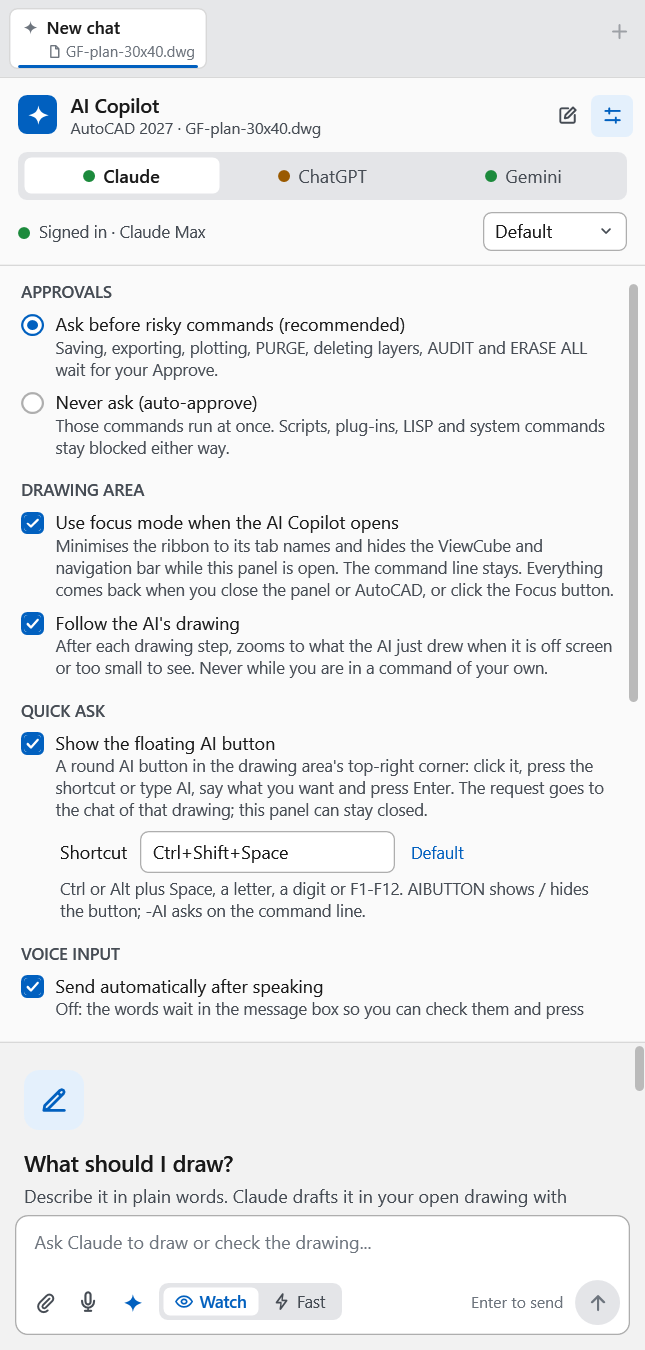 New chat
GF-plan-30x40.dwg
AI Copilot
AutoCAD 2027 · GF-plan-30x40.dwg
Claude
ChatGPT
Gemini
Signed in · Claude Max
Default
APPROVALS
Ask before risky commands (recommended)
Saving, exporting, plotting, PURGE, deleting layers, AUDIT and ERASE ALL
wait for your Approve.
Never ask (auto-approve)
Those commands run at once. Scripts, plug-ins, LISP and system commands
stay blocked either way.
DRAWING AREA
Use focus mode when the AI Copilot opens
Minimises the ribbon to its tab names and hides the ViewCube and
navigation bar while this panel is open. The command line stays. Everything
comes back when you close the panel or AutoCAD, or click the Focus button.
Follow the AI's drawing
After each drawing step, zooms to what the AI just drew when it is off screen
or too small to see. Never while you are in a command of your own.
QUICK ASK
Show the floating AI button
A round AI button in the drawing area's top-right corner: click it, press the
shortcut or type AI, say what you want and press Enter. The request goes to
the chat of that drawing; this panel can stay closed.
Shortcut
Ctrl+Shift+Space
Default
Ctrl or Alt plus Space, a letter, a digit or F1-F12. AIBUTTON shows / hides
the button; -AI asks on the command line.
VOICE INPUT
Send automatically after speaking
Off: the words wait in the message box so you can check them and press
What should I draw?
Describe it in plain words. Claude drafts it in your open drawing with
Ask Claude to draw or check the drawing...
Watch
Fast
Enter to send